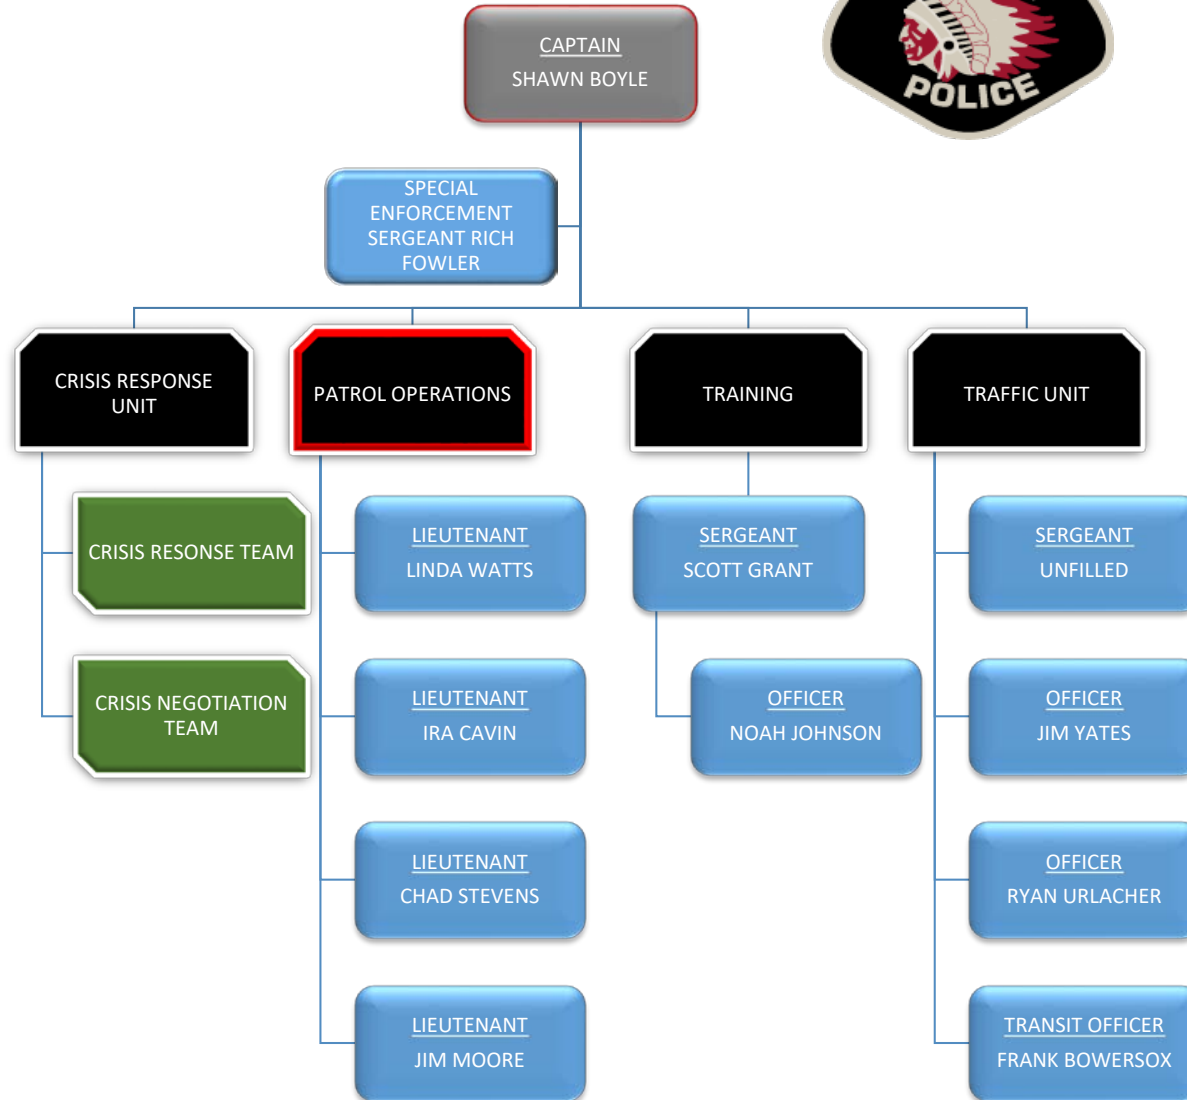 CAPTAIN
SHAWN BOYLE
POLICE
SPECIAL
ENFORCEMENT
SERGEANT RICH
FOWLER
CRISIS RESPONSE
UNIT
PATROL OPERATIONS
TRAINING
TRAFFIC UNIT
CRISIS RESONSE TEAM
LIEUTENANT
LINDA WATTS
SERGEANT
SCOTT GRANT
SERGEANT
UNFILLED
CRISIS NEGOTIATION
TEAM
LIEUTENANT
IRA CAVIN
OFFICER
NOAH JOHNSON
OFFICER
JIM YATES
LIEUTENANT
CHAD STEVENS
OFFICER
RYAN URLACHER
LIEUTENANT
JIM MOORE
TRANSIT OFFICER
FRANK BOWERSOX